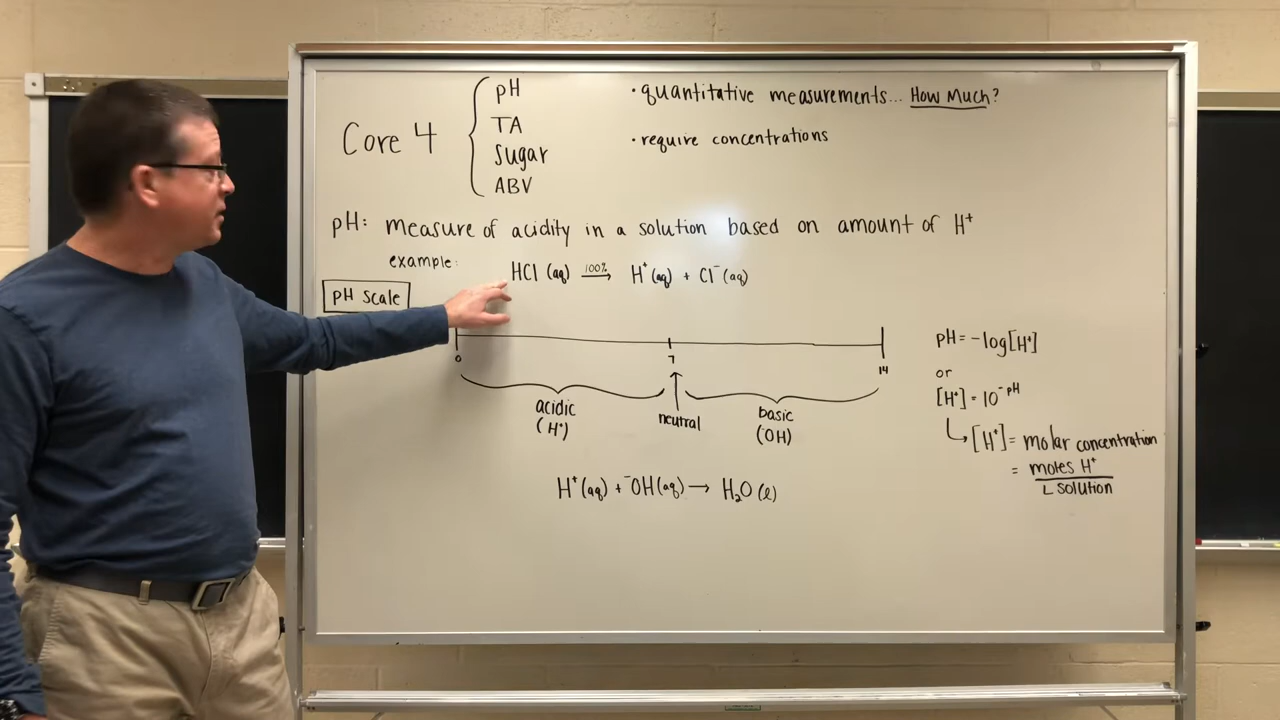 Core 4
pH
TA
Sugar
ABV
• quantitative measurements... How Much?
• require concentrations
pH: measure of acidity in a solution based on amount of H⁺
example:
HCl (aq) —100%→ H⁺(aq) + Cl⁻(aq)
pH Scale
0
7
14
acidic
(H⁺)
neutral
basic
(⁻OH)
H⁺(aq) + ⁻OH(aq) → H₂O(l)
pH = -log[H⁺]
or
[H⁺] = 10⁻ᵖᴴ
↳ [H⁺] = molar concentration
= moles H⁺
L solution